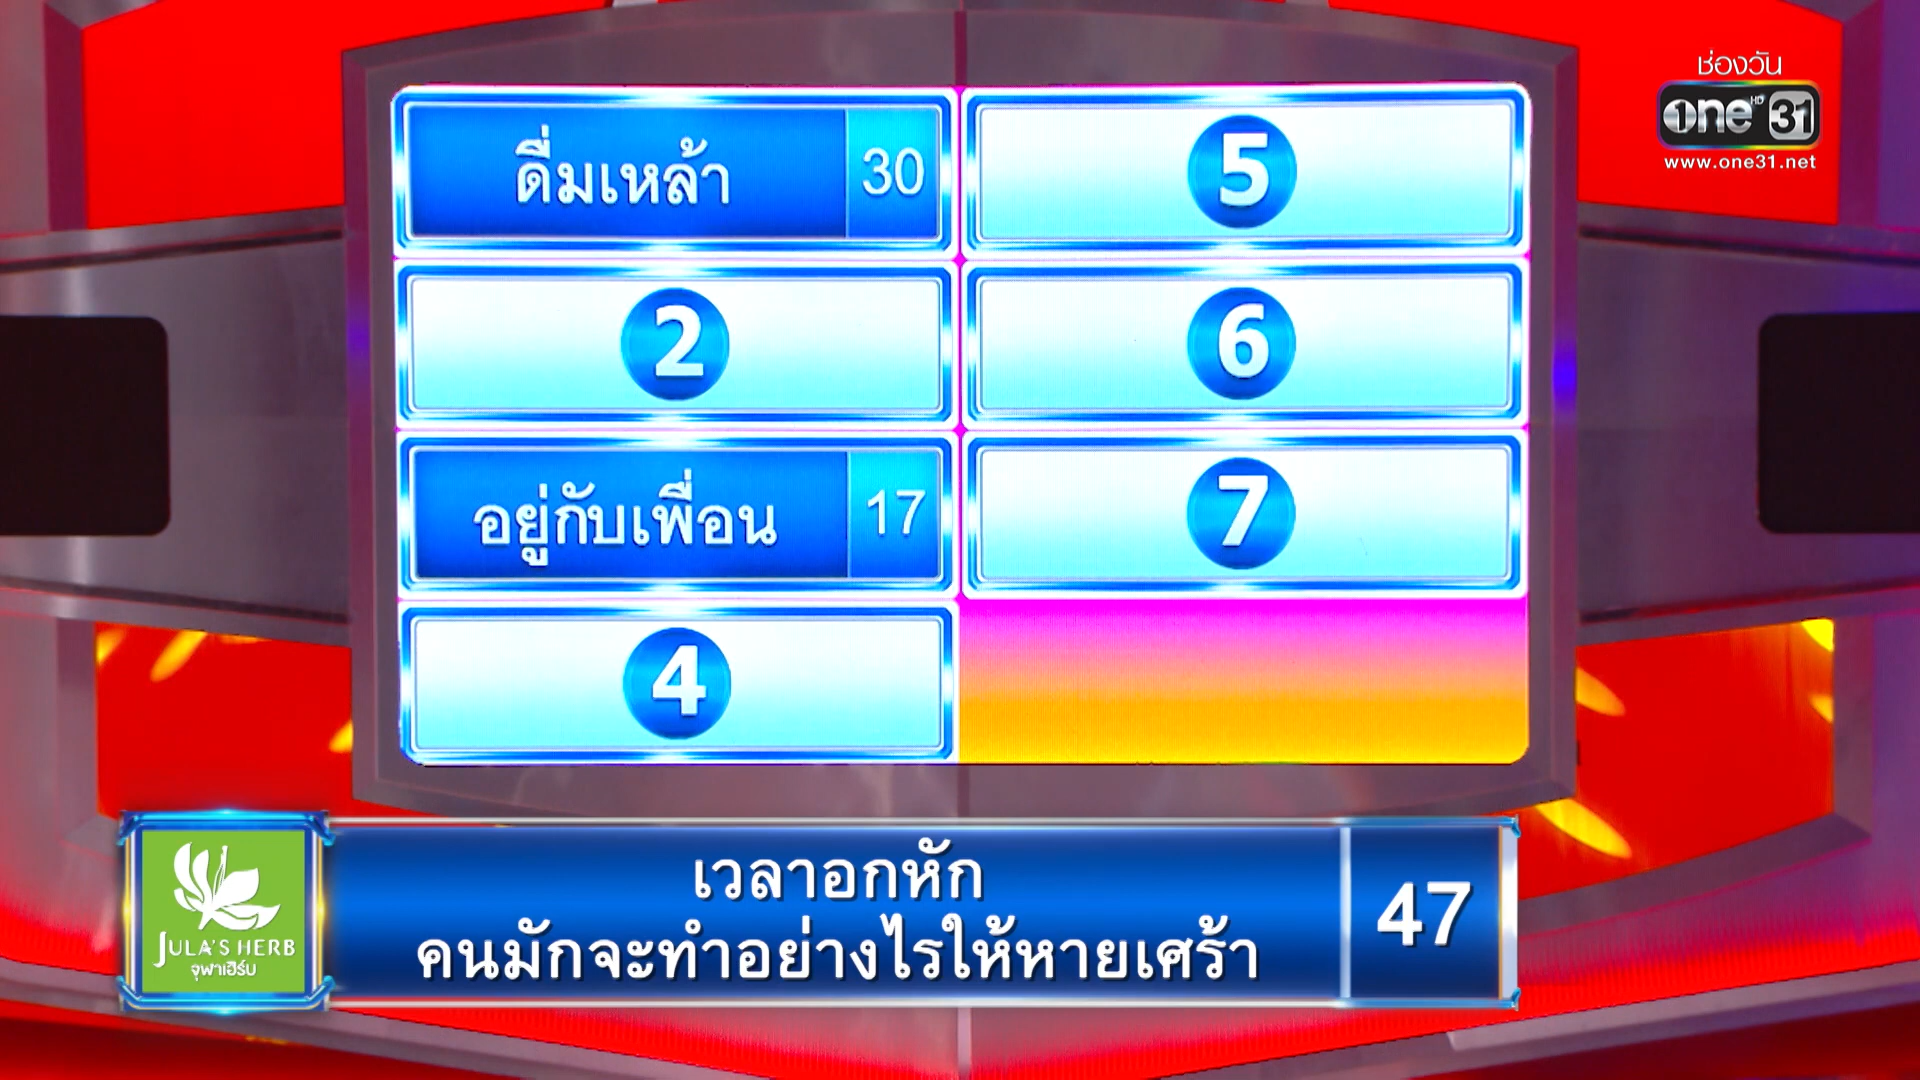 ช่องวัน
one HD 31
www.one31.net
ดื่มเหล้า 30
5
2
6
อยู่กับเพื่อน 17
7
4
เวลาอกหัก
คนมักจะทำอย่างไรให้หายเศร้า
47
JULA'S HERB
จุฬาเฮิร์บ